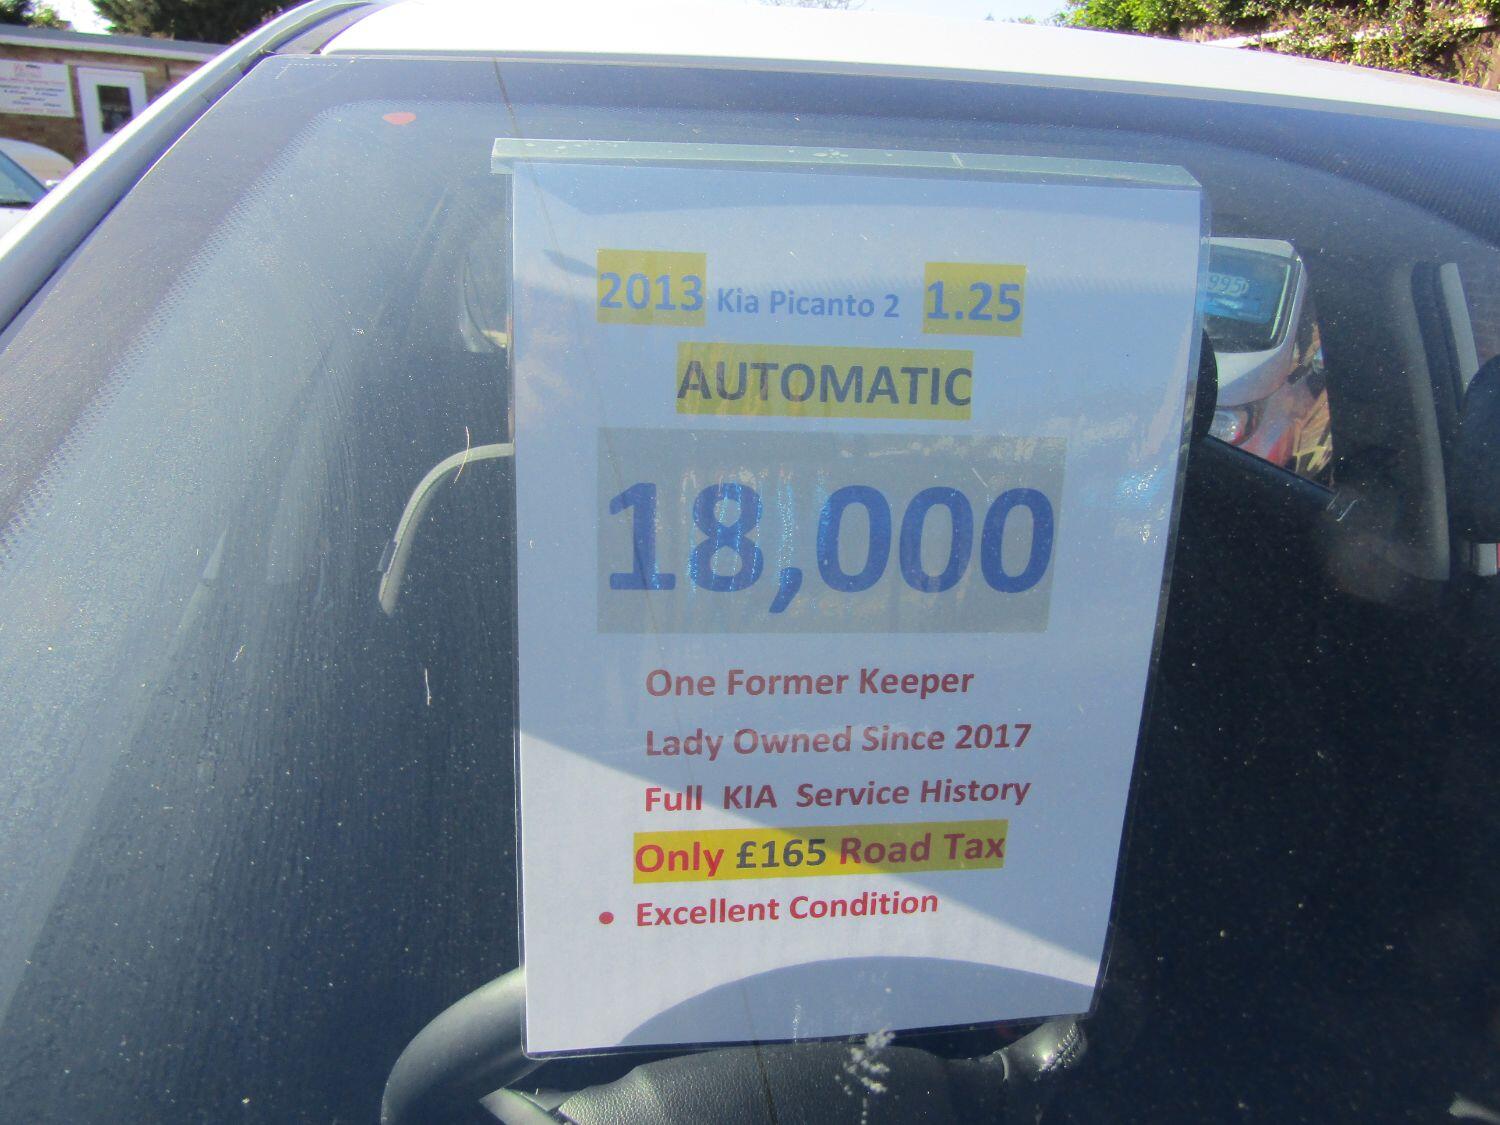 2013 Kia Picanto 2 1.25
AUTOMATIC
18,000
One Former Keeper
Lady Owned Since 2017
Full KIA Service History
Only £165 Road Tax
• Excellent Condition